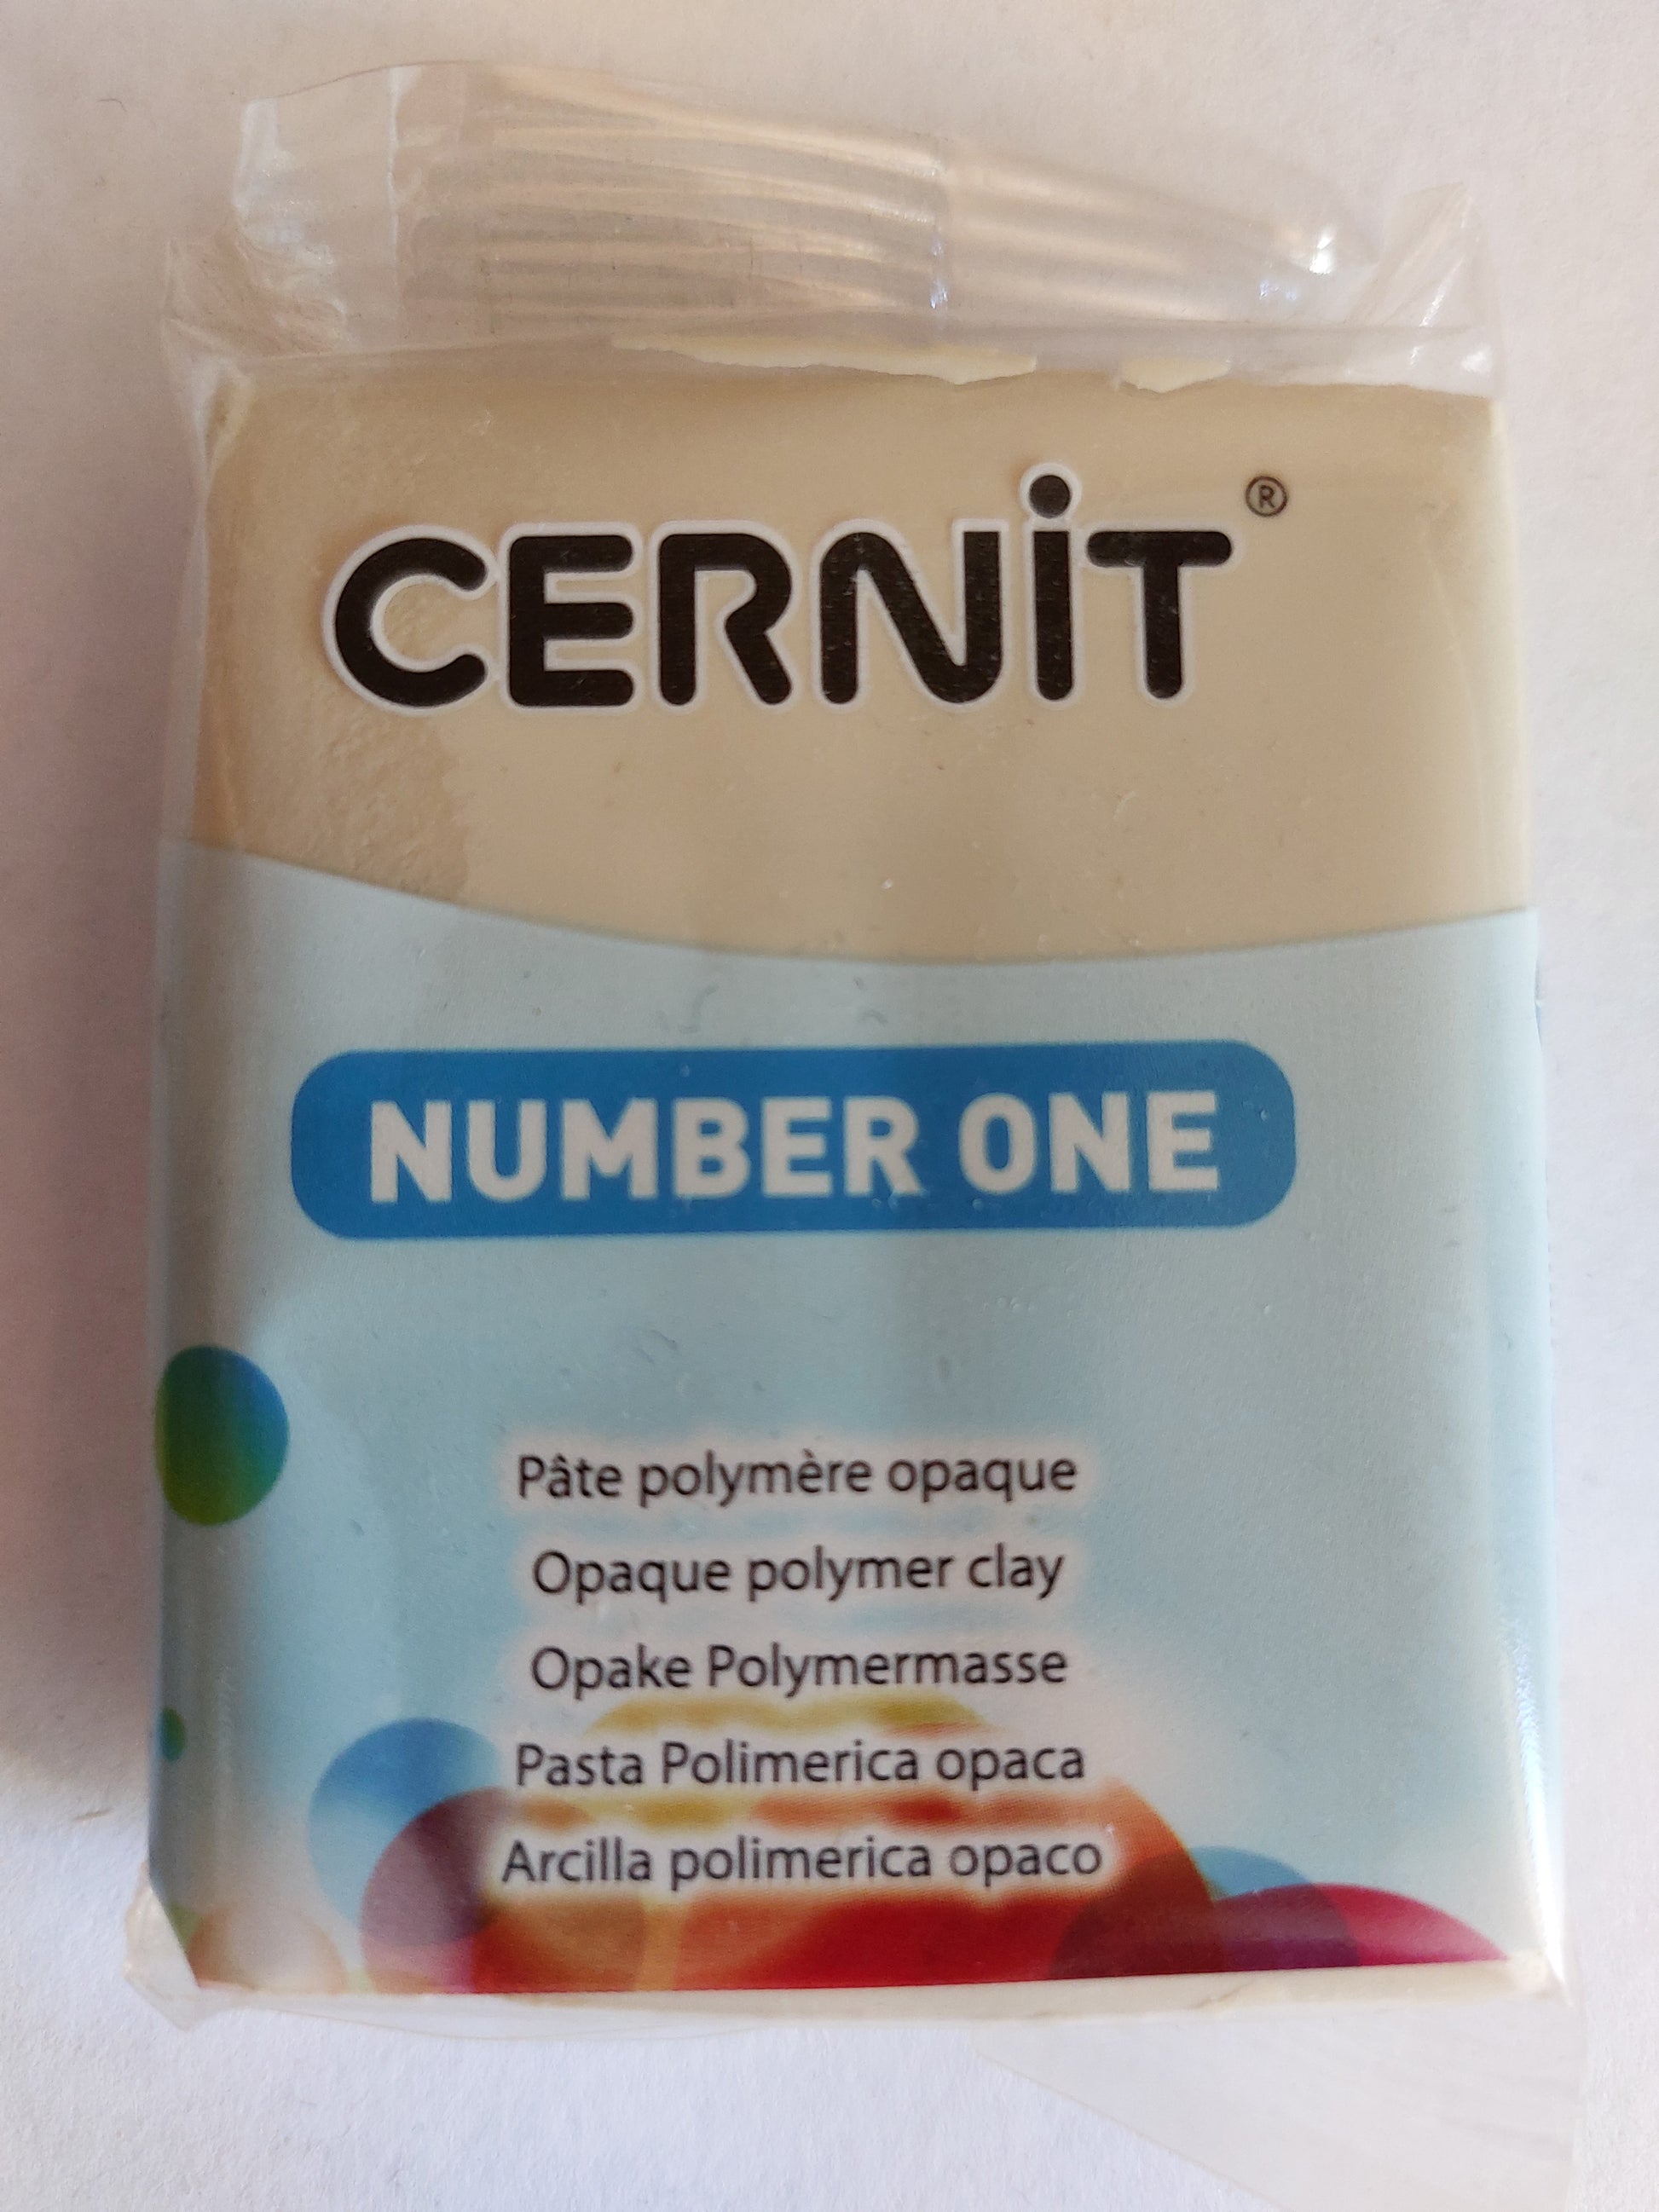 CERNiT®
NUMBER ONE
Pâte polymère opaque
Opaque polymer clay
Opake Polymermasse
Pasta Polimerica opaca
Arcilla polimerica opaco